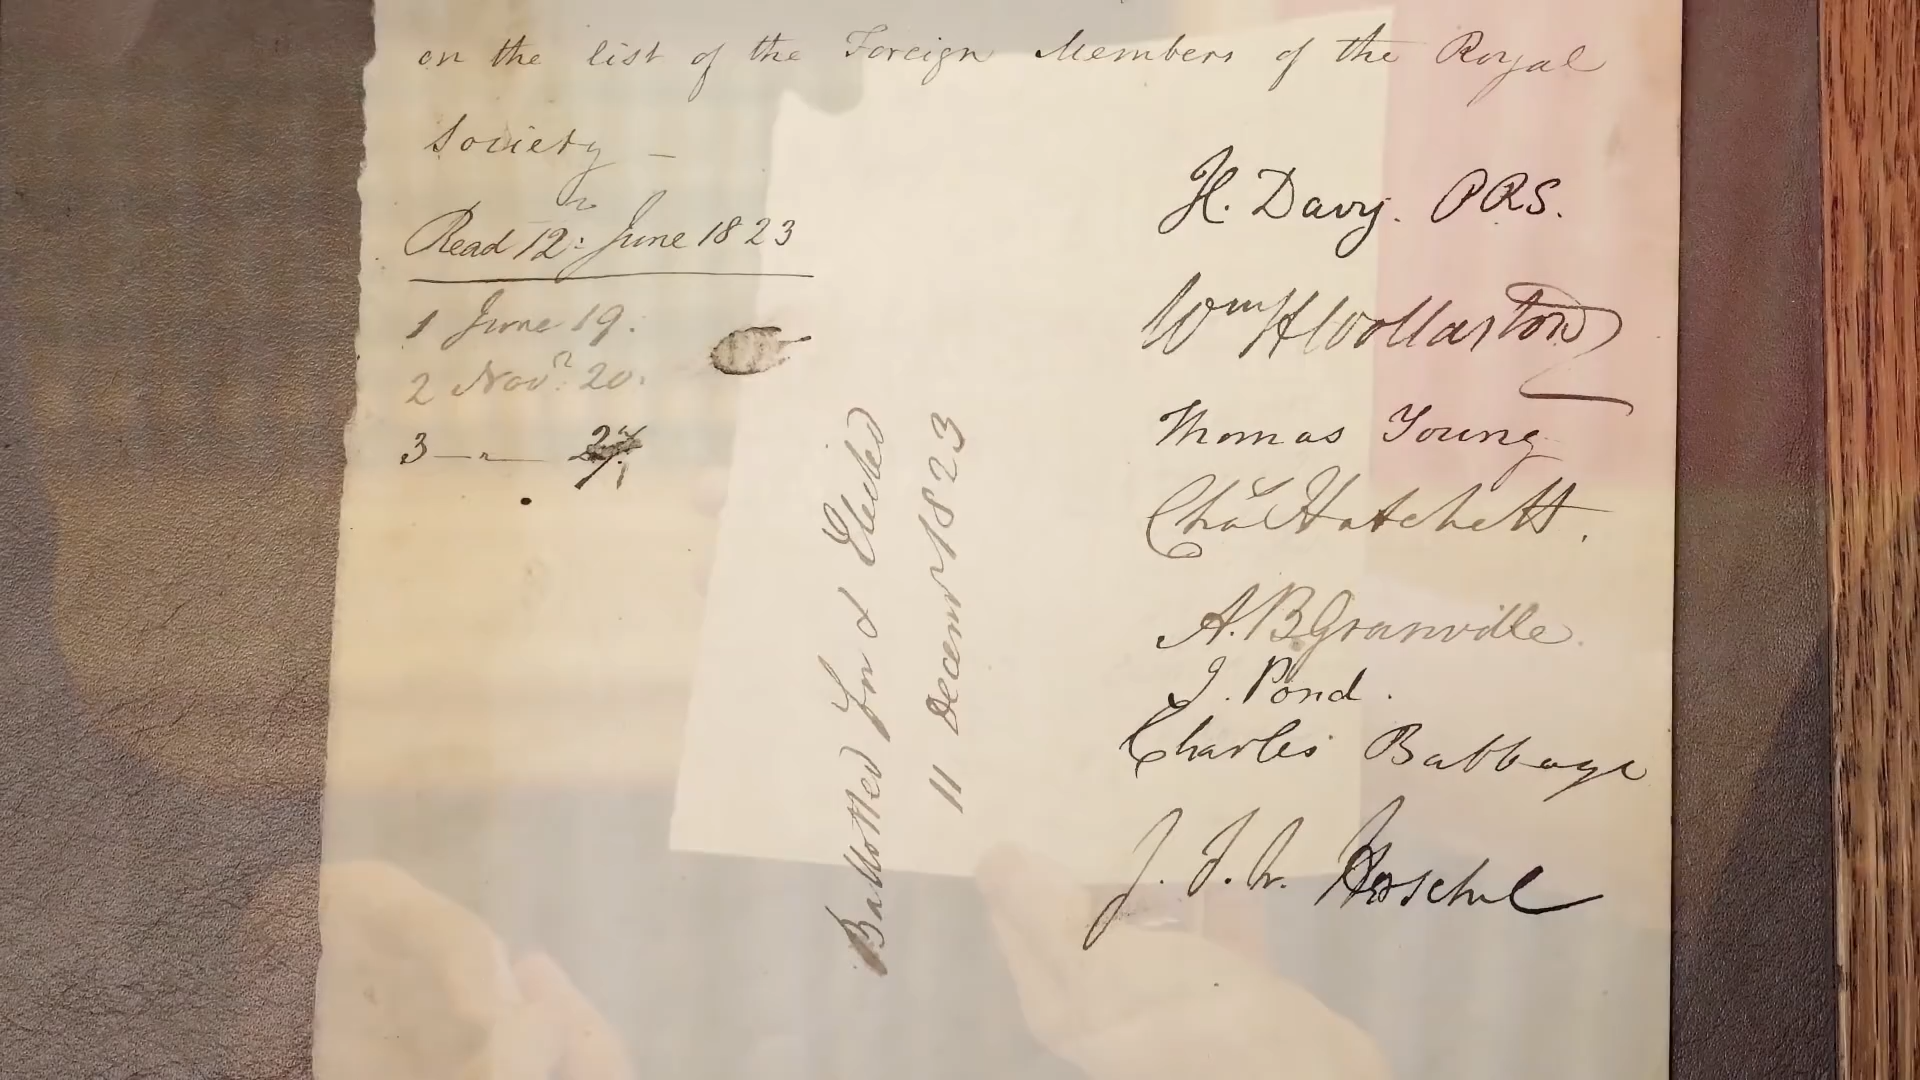 on the list of the Foreign Members of the Royal
Society –
Read 12: June 1823
1 June 19.
2 Novr. 20.
3 — " —
Ballotted for & Elected
11 December 1823
H. Davy. PRS.
Wm H Wollaston
Thomas Young
Chas Hatchett.
A. B Granville.
J. Pond.
Charles Babbage
J. F. W. Herschel